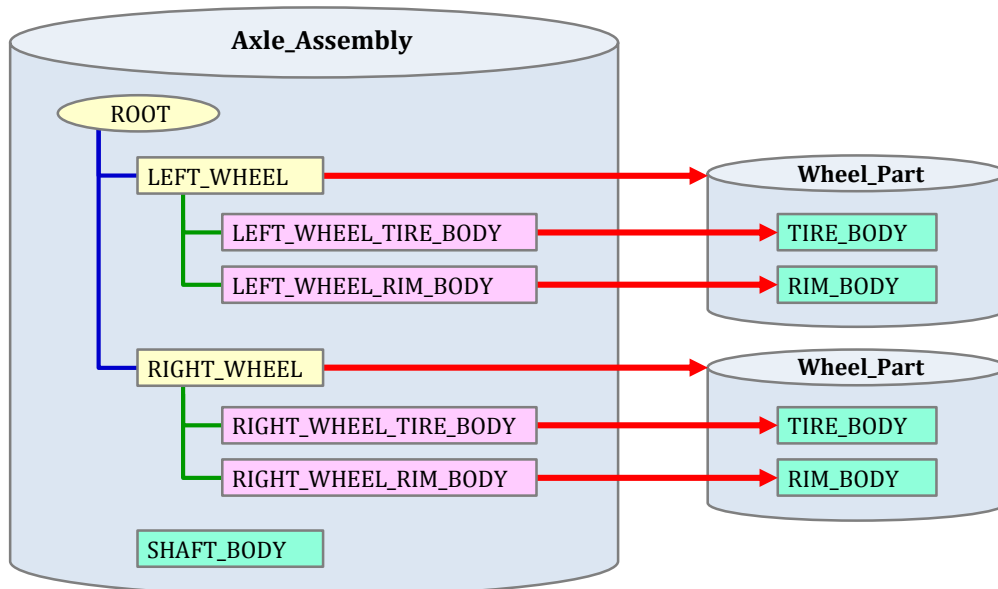 Axle_Assembly
ROOT
LEFT_WHEEL
Wheel_Part
LEFT_WHEEL_TIRE_BODY
TIRE_BODY
LEFT_WHEEL_RIM_BODY
RIM_BODY
RIGHT_WHEEL
Wheel_Part
RIGHT_WHEEL_TIRE_BODY
TIRE_BODY
RIGHT_WHEEL_RIM_BODY
RIM_BODY
SHAFT_BODY